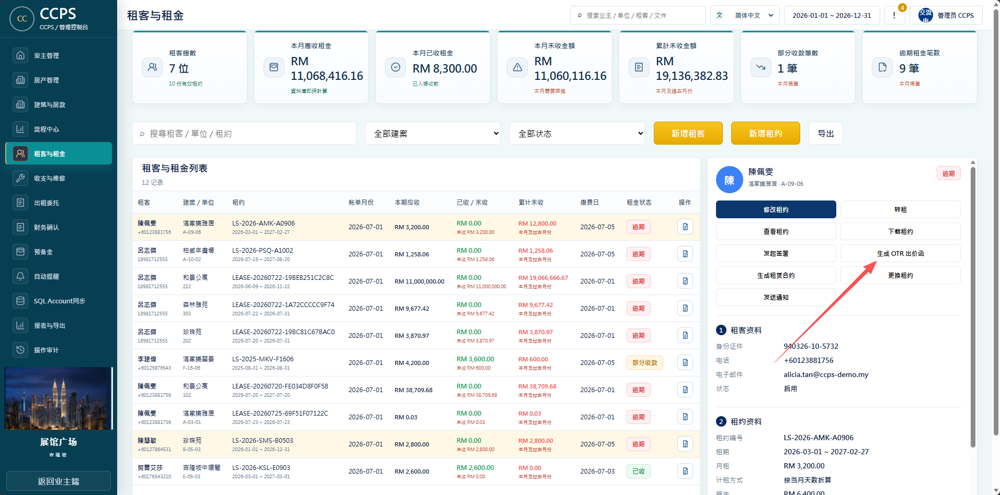 CC
CCPS
CCPS / 管理控制台
业主管理
房产管理
建筑与房款
流程中心
租客与租金
收支与维修
出租委托
财务确认
预备金
自动提醒
SQL Account同步
报表与导出
操作审计
展馆广场
吉隆坡
返回业主端
租客与租金
搜索业主 / 单位 / 租客 / 文件
文
简体中文
2026-01-01 ~ 2026-12-31
!
4
交流电
管理员 CCPS
租客總數
7 位
10 份有效租约
本月應收租金
RM 11,068,416.16
資料庫即時計算
本月已收租金
RM 8,300.00
已入帳收款
本月未收金額
RM 11,060,116.16
本月需要跟進
累計未收金額
RM 19,136,382.83
本月及過去月份
部分收款筆數
1 筆
本月帳單
逾期租金笔数
9 筆
本月帳單
搜尋租客 / 單位 / 租約
全部建案
全部状态
新增租客
新增租约
导出
租客与租金列表
12 记录
租客 建案 / 单位 租约 帐单月份 本期应收 已收 / 未收 累计未收 缴费日 租金状态 操作
陳佩雯 滿家樂雅居 LS-2026-AMK-A0906 2026-07-01 RM 3,200.00 RM 0.00 RM 12,800.00 2026-07-05 逾期
+60123881756 A-09-06 2026-03-01 ~ 2027-02-27 未收 RM 3,200.00 本月及过去月份
呂志傑 柏威年廣場 LS-2026-PSQ-A1002 2026-07-01 RM 1,258.06 RM 0.00 RM 1,258.06 2026-07-05 逾期
18981712555 A-10-02 2026-07-19 ~ 2027-08-20 未收 RM 1,258.06 本月及过去月份
呂志傑 和景公寓 LEASE-20260722-19BEB251C2C8C 2026-07-01 RM 11,000,000.00 RM 0.00 RM 19,066,666.67 2026-07-01 逾期
18981712555 222 2026-06-09 ~ 2026-11-22 未收 RM 11,000,000.00 本月及过去月份
呂志傑 森林雅苑 LEASE-20260722-1A72CCCCC9F74 2026-07-01 RM 9,677.42 RM 0.00 RM 9,677.42 2026-07-01 逾期
18981712555 303 2026-07-22 ~ 2026-07-31 未收 RM 9,677.42 本月及过去月份
呂志傑 珍珠苑 LEASE-20260722-19BC81C67BAC0 2026-07-01 RM 3,870.97 RM 0.00 RM 3,870.97 2026-07-01 逾期
18981712555 202 2026-07-20 ~ 2026-07-31 未收 RM 3,870.97 本月及过去月份
李建偉 滿家樂翠景 LS-2025-MKV-F1606 2026-07-01 RM 4,200.00 RM 3,600.00 RM 600.00 2026-07-05 部分收款
+60129876543 F-16-06 2025-08-31 ~ 2026-08-31 未收 RM 600.00 本月及过去月份
陳佩雯 和景公寓 LEASE-20260720-FE034D8F0F58 2026-07-01 RM 38,709.68 RM 0.00 RM 38,709.68 2026-07-01 逾期
+60123881756 102 2026-07-20 ~ 2027-07-20 未收 RM 38,709.68 本月及过去月份
陳佩雯 滿家樂雅居 LEASE-20260725-69F51F07122C 2026-07-01 RM 0.03 RM 0.00 RM 0.03 2026-07-01 逾期
+60123881756 A-03-01 2026-07-23 ~ 2026-07-23 未收 RM 0.03 本月及过去月份
陳慧敏 珍珠苑 LS-2026-SMS-B0503 2026-07-01 RM 2,800.00 RM 0.00 RM 2,800.00 2026-07-05 逾期
+60127864531 B-05-03 2026-01-01 ~ 2026-12-31 未收 RM 2,800.00 本月及过去月份
努爾艾莎 吉隆坡中環閣 LS-2026-KSL-E0903 2026-07-01 RM 2,600.00 RM 2,600.00 RM 0.00 2026-07-03 已收
+60176543210 E-09-03 2026-03-01 ~ 2027-03-01 未收 RM 0.00 本月及过去月份
陳
陳佩雯
滿家樂雅居 · A-09-06
逾期
修改租约
转租
查看租约
下载租约
发起签署
生成 OTR 出价函
生成租赁合约
更换租约
发送通知
1 租客资料
身份证件 940326-10-5732
电话 +60123881756
电子邮件 alicia.tan@ccps-demo.my
状态 启用
2 租约资料
租约编号 LS-2026-AMK-A0906
租期 2026-03-01 ~ 2027-02-27
月租 RM 3,200.00
计租方式 按当月天数折算
押金 RM 6,400.00